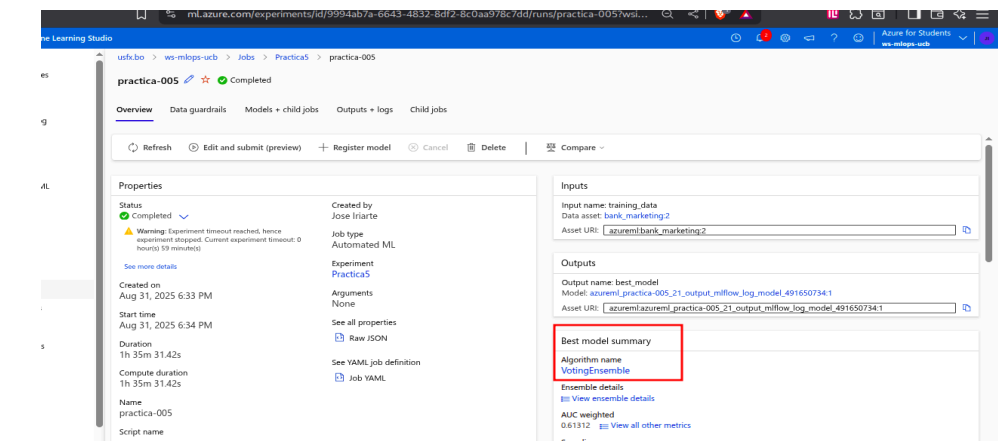 ml.azure.com/experiments/id/9994ab7a-6643-4832-8df2-8c0aa978c7dd/runs/practica-005?wsi...
ne Learning Studio
2
?
Azure for Students
ws-mlops-ucb
usfx.bo > ws-mlops-ucb > Jobs > Practica5 > practica-005
es
practica-005 Completed
Overview Data guardrails Models + child jobs Outputs + logs Child jobs
Refresh Edit and submit (preview) Register model Cancel Delete Compare
ML
Properties
Status
Completed
Warning: Experiment timeout reached, hence
experiment stopped. Current experiment timeout: 0
hour(s) 59 minute(s)
See more details
Created on
Aug 31, 2025 6:33 PM
Start time
Aug 31, 2025 6:34 PM
Duration
1h 35m 31.42s
Compute duration
1h 35m 31.42s
Name
practica-005
Script name
Created by
Jose Iriarte
Job type
Automated ML
Experiment
Practica5
Arguments
None
See all properties
Raw JSON
See YAML job definition
Job YAML
Inputs
Input name: training_data
Data asset: bank_marketing:2
Asset URI: azureml:bank_marketing:2
Outputs
Output name: best_model
Model: azureml_practica-005_21_output_mlflow_log_model_491650734:1
Asset URI: azureml:azureml_practica-005_21_output_mlflow_log_model_491650734:1
Best model summary
Algorithm name
VotingEnsemble
Ensemble details
View ensemble details
AUC weighted
0.61312 View all other metrics